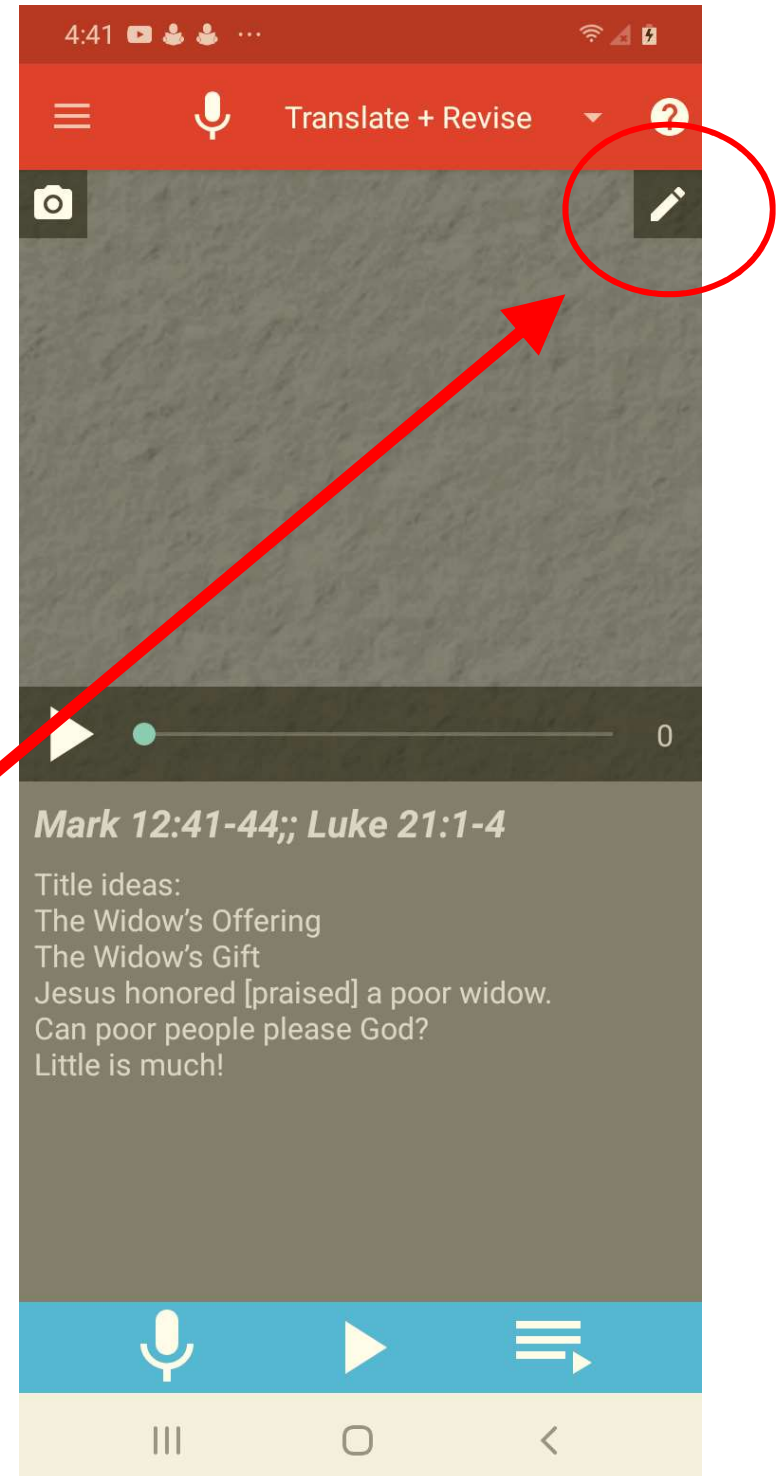 4:41
Translate + Revise
?
0
Mark 12:41-44;; Luke 21:1-4
Title ideas:
The Widow’s Offering
The Widow’s Gift
Jesus honored [praised] a poor widow.
Can poor people please God?
Little is much!